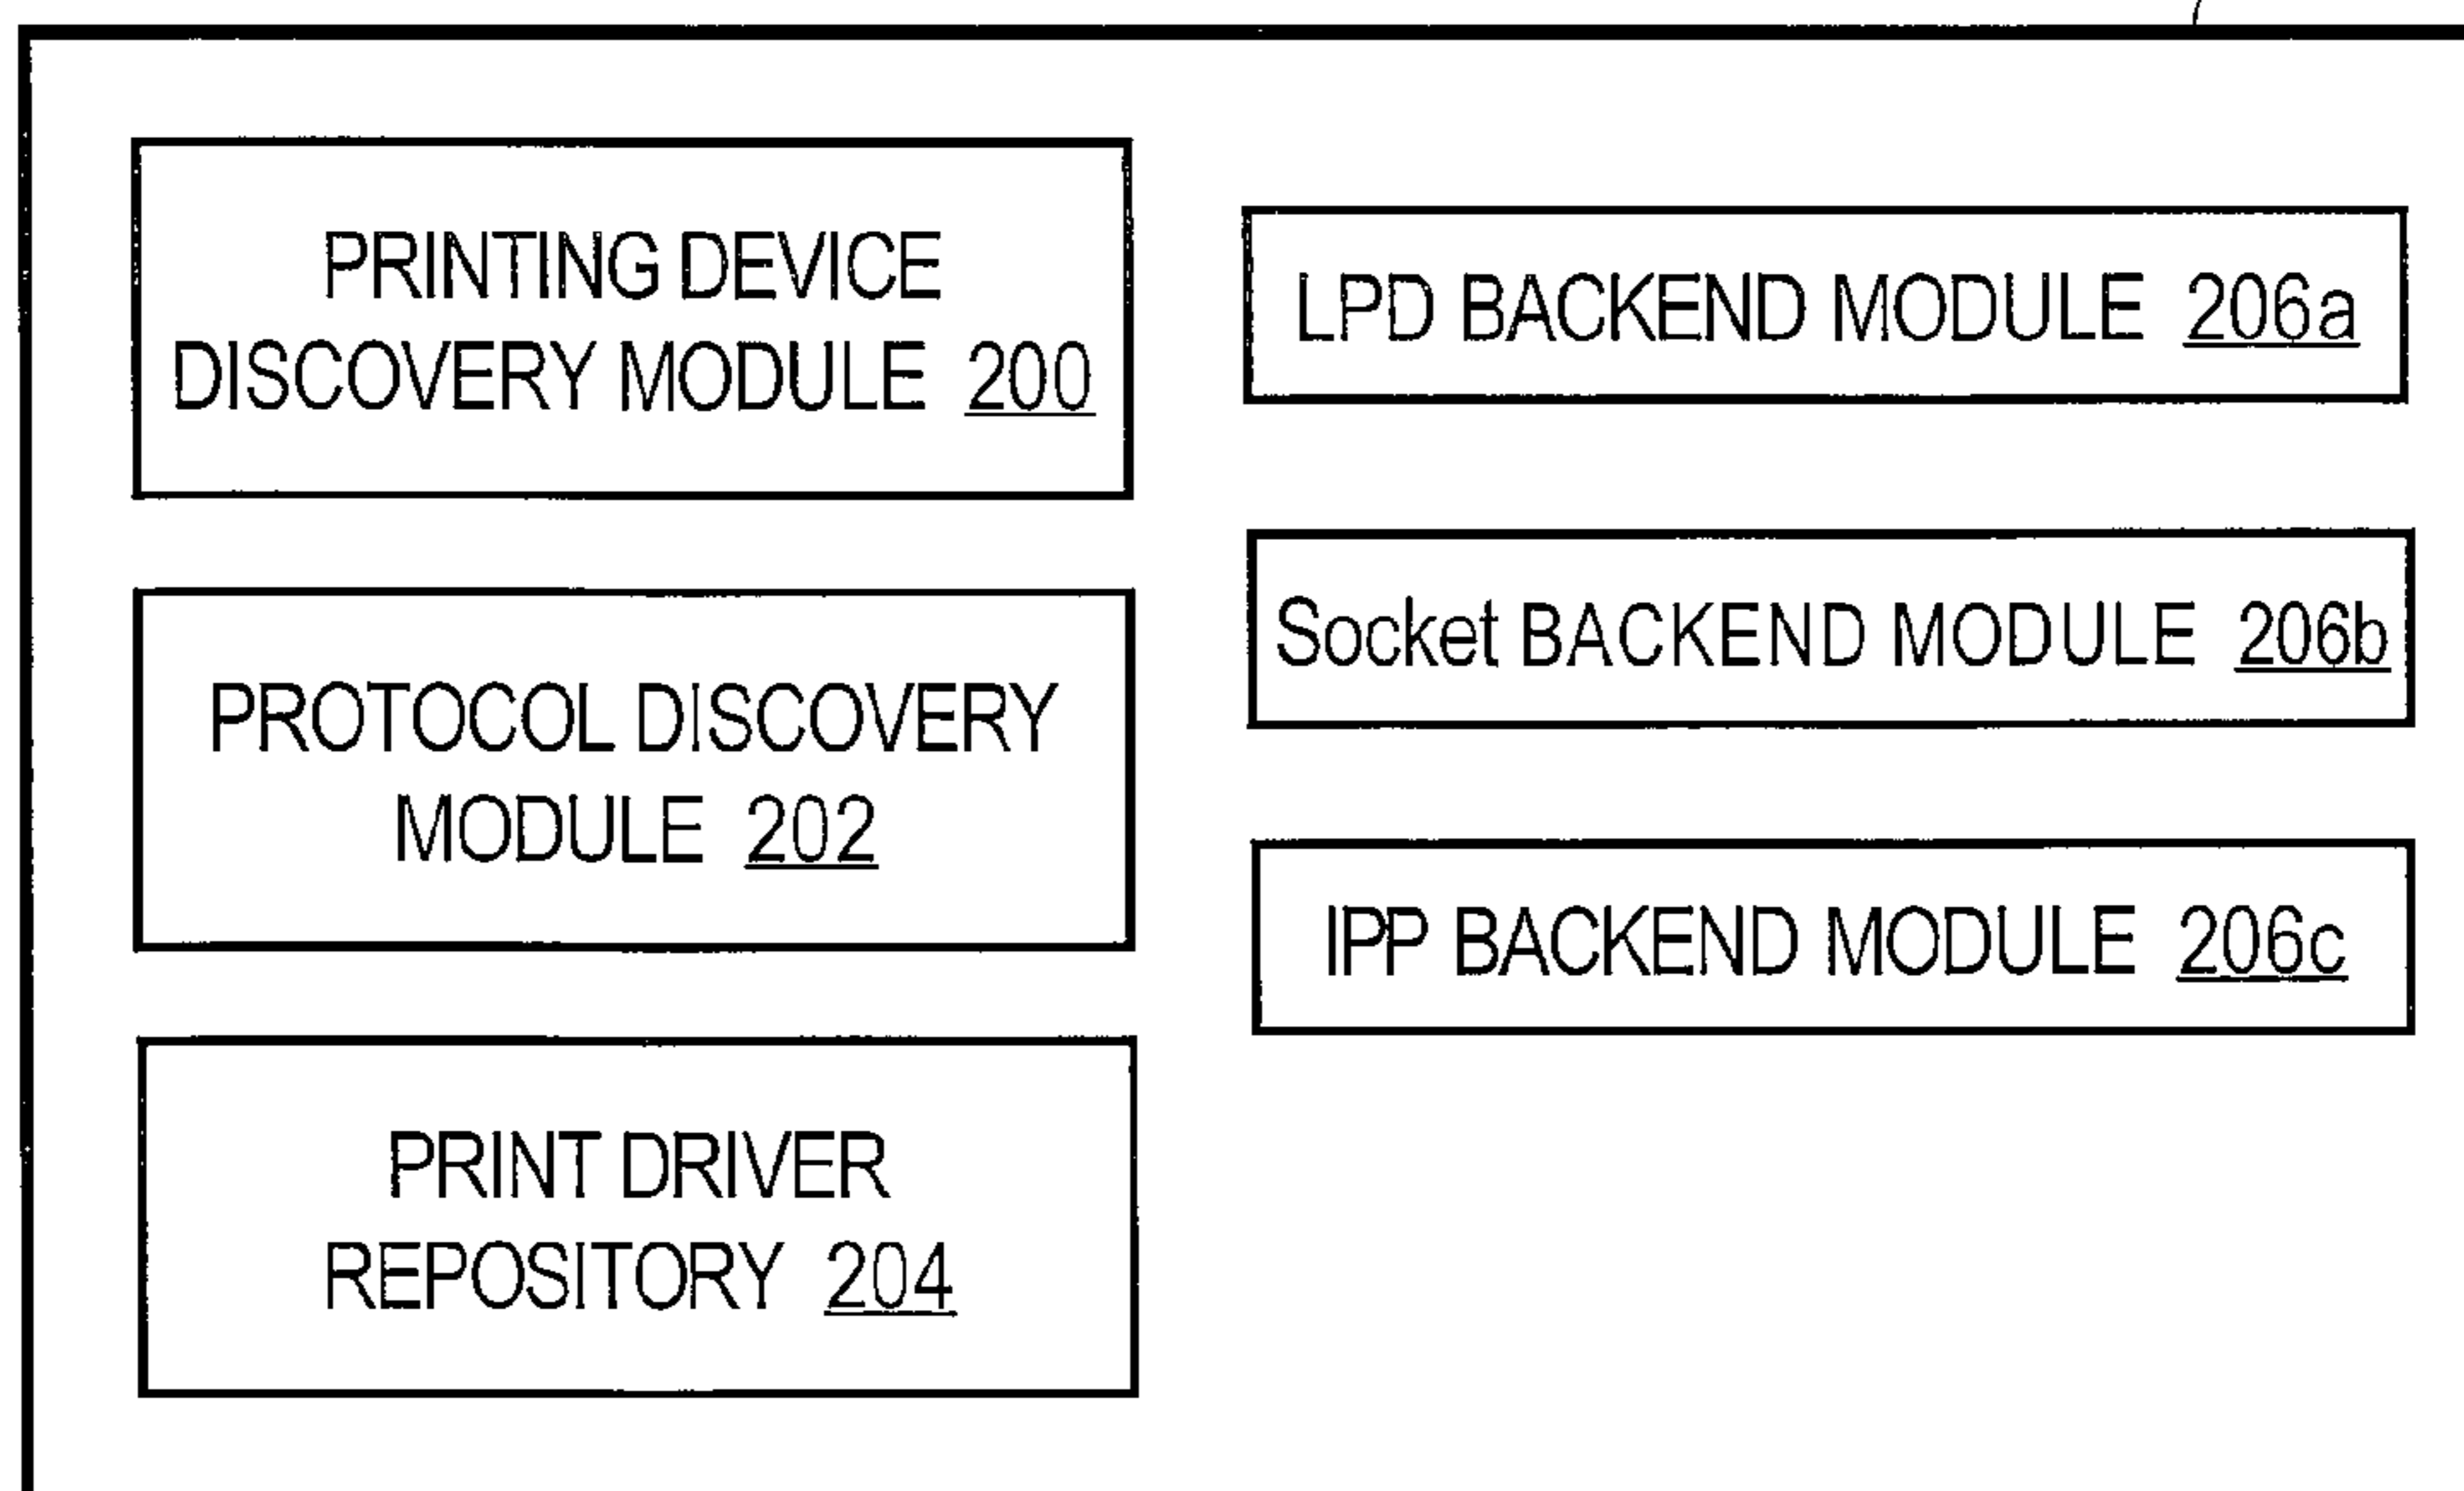 PRINTING DEVICE
DISCOVERY MODULE 200
PROTOCOL DISCOVERY
MODULE 202
PRINT DRIVER
REPOSITORY 204
LPD BACKEND MODULE 206a
Socket BACKEND MODULE 206b
IPP BACKEND MODULE 206c